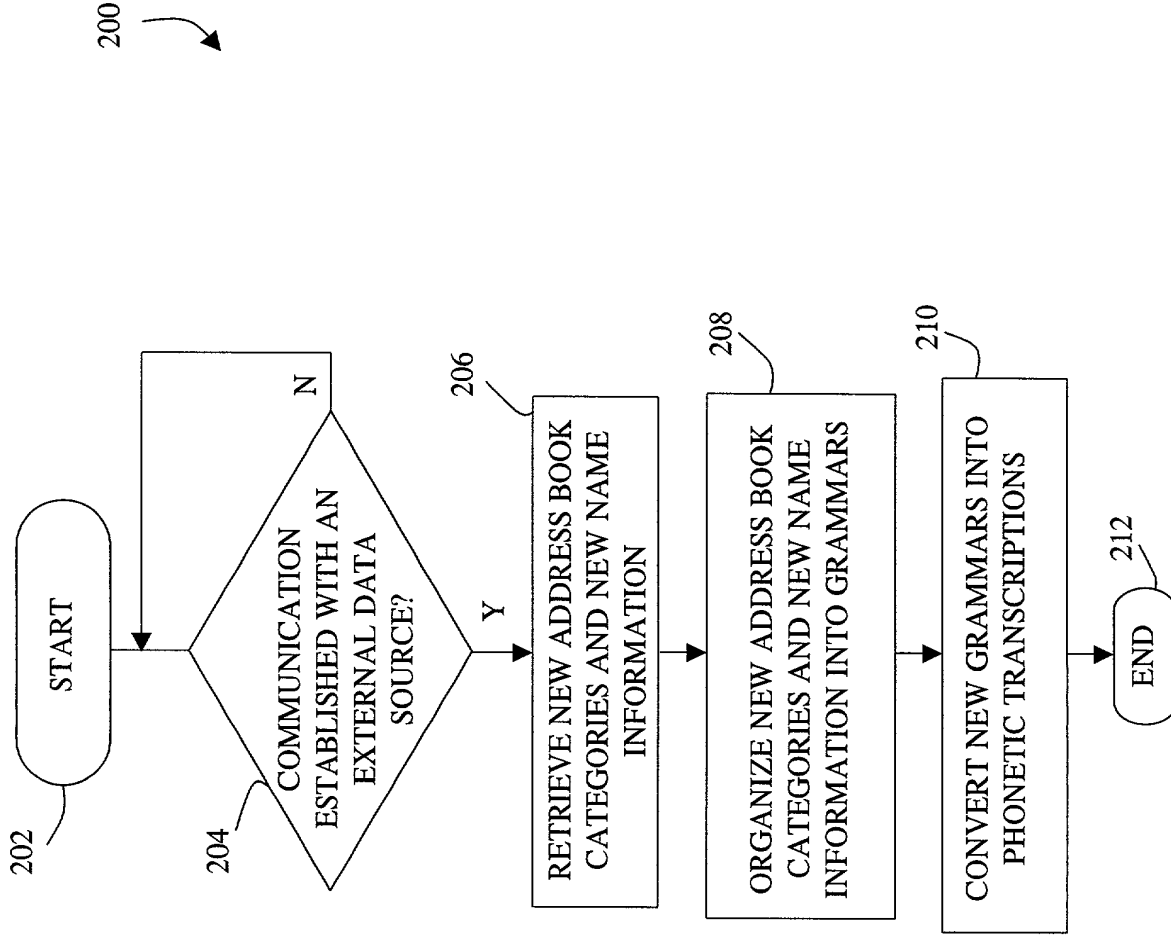 200
START
202
COMMUNICATION
ESTABLISHED WITH AN
EXTERNAL DATA
SOURCE?
204
N
Y
RETRIEVE NEW ADDRESS BOOK
CATEGORIES AND NEW NAME
INFORMATION
206
ORGANIZE NEW ADDRESS BOOK
CATEGORIES AND NEW NAME
INFORMATION INTO GRAMMARS
208
CONVERT NEW GRAMMARS INTO
PHONETIC TRANSCRIPTIONS
210
END
212